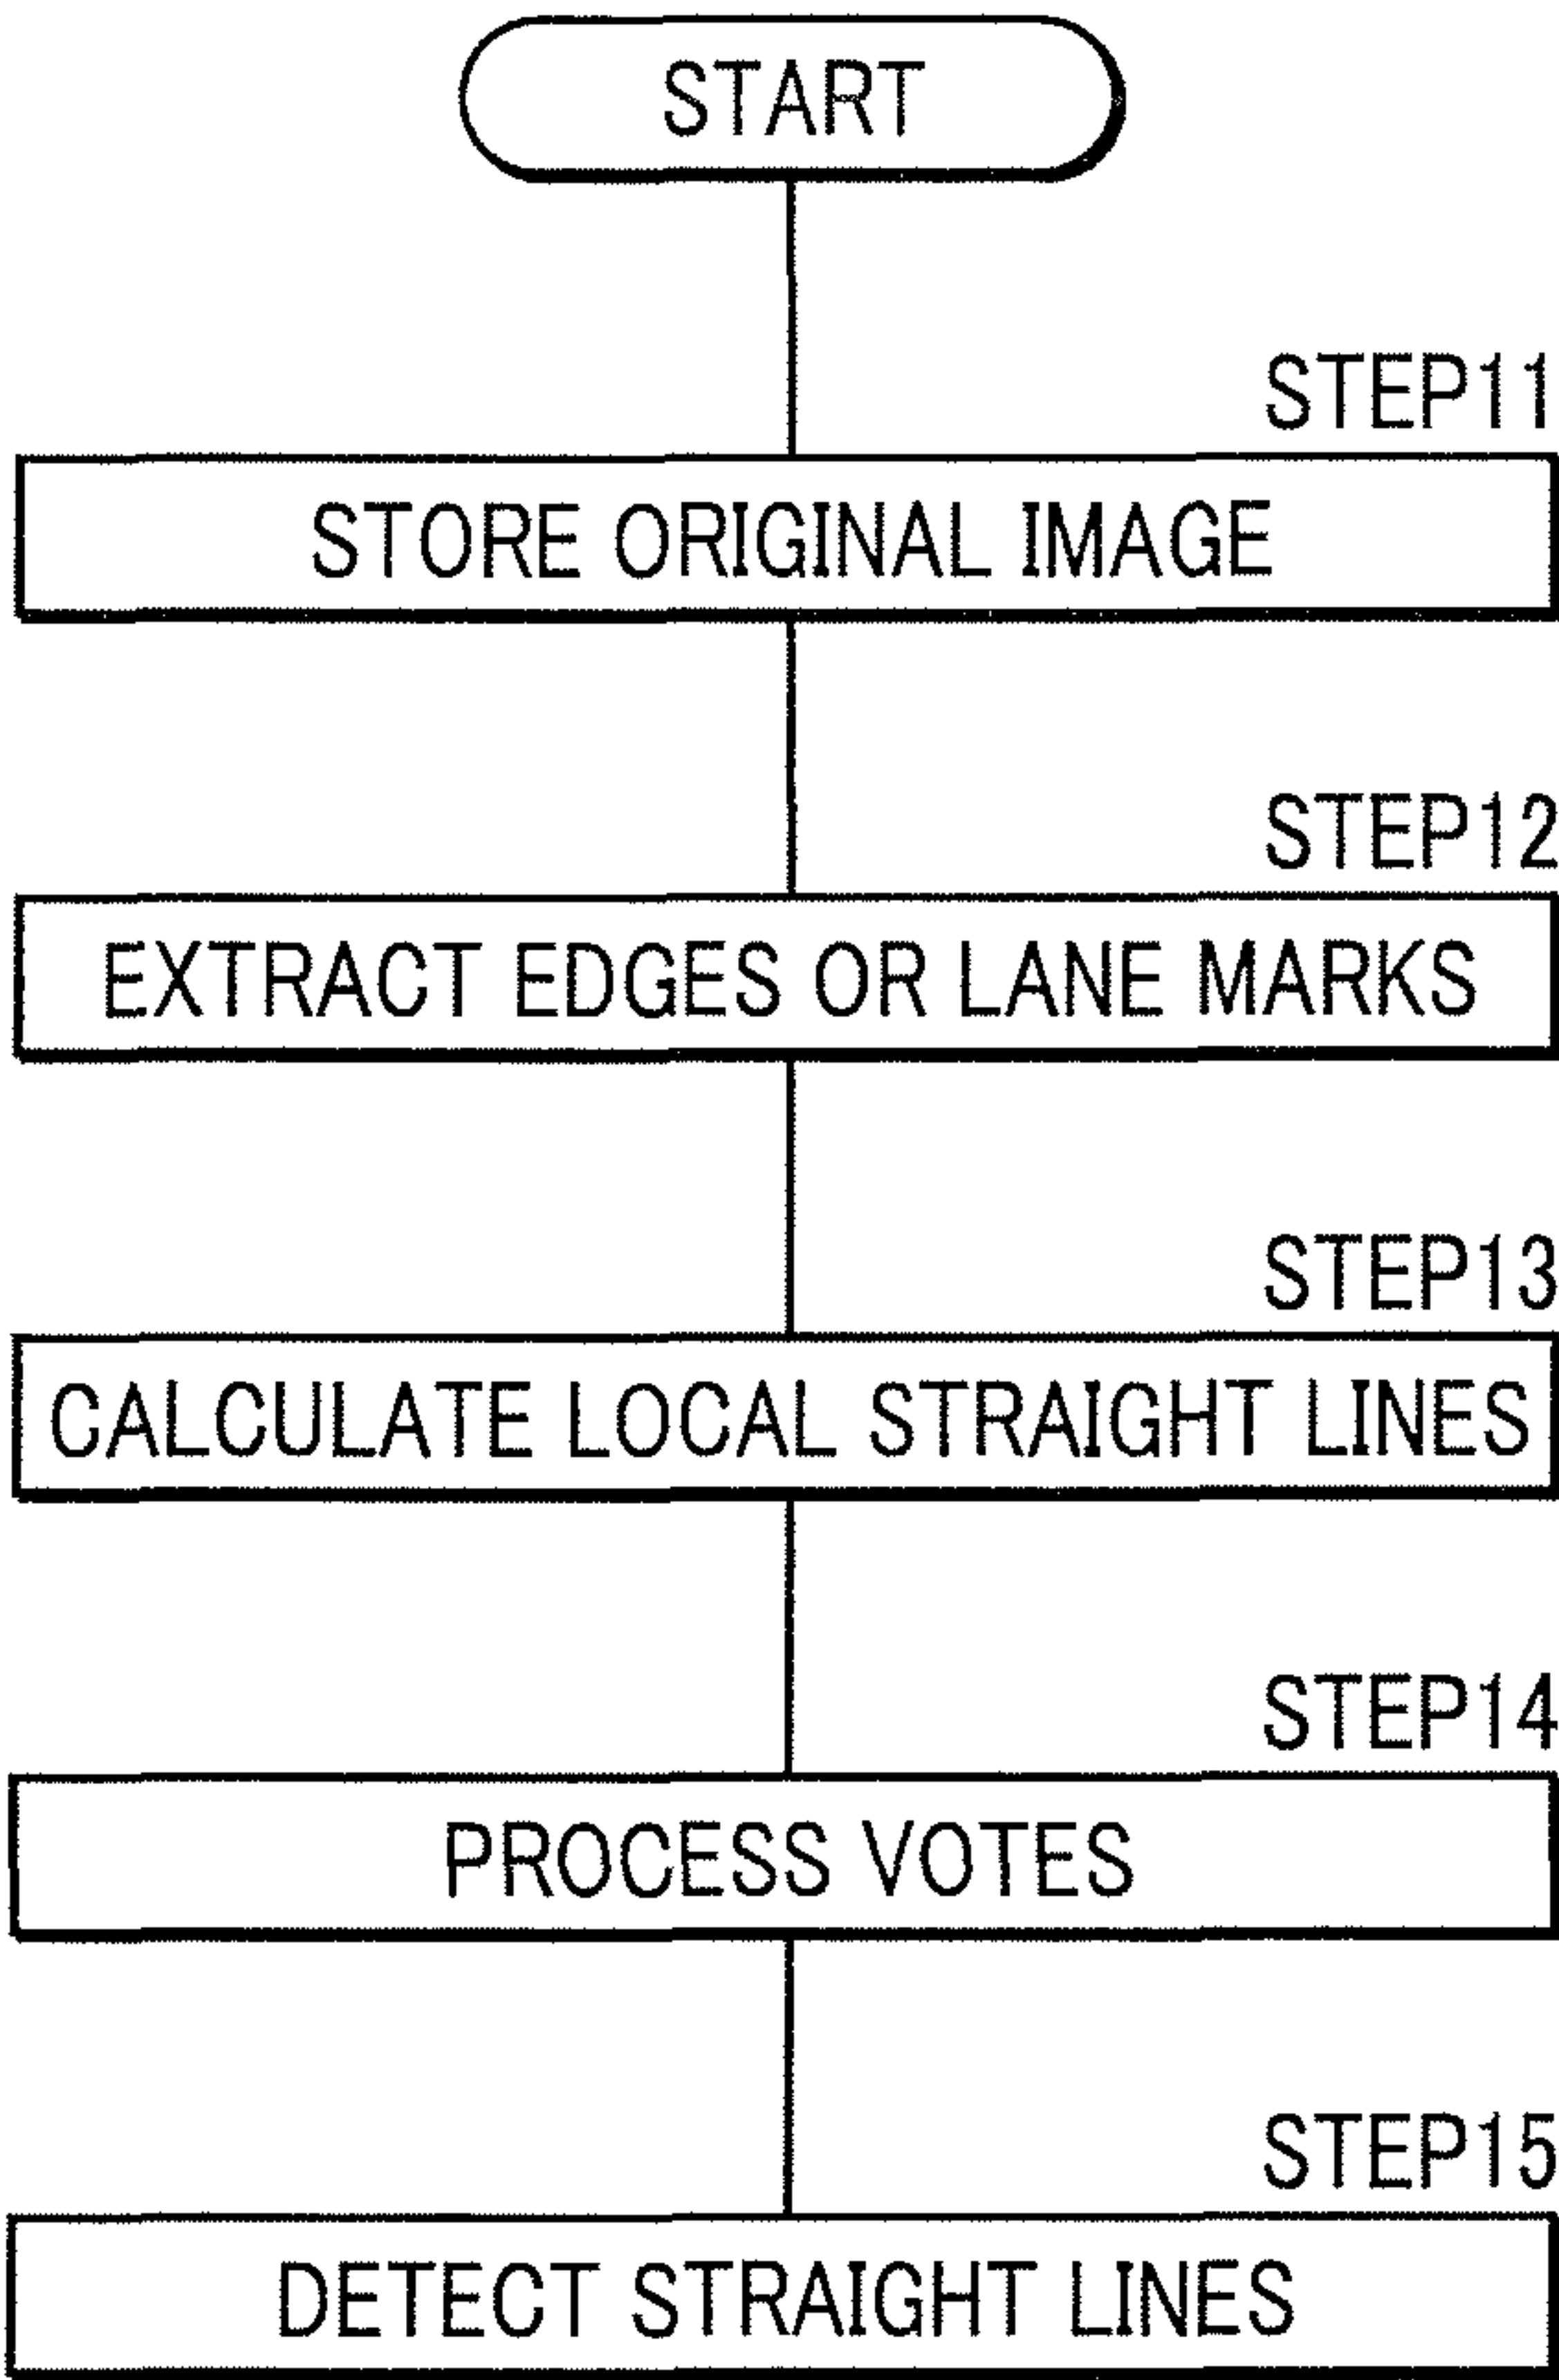 START
STEP11
STORE ORIGINAL IMAGE
STEP12
EXTRACT EDGES OR LANE MARKS
STEP13
CALCULATE LOCAL STRAIGHT LINES
STEP14
PROCESS VOTES
STEP15
DETECT STRAIGHT LINES